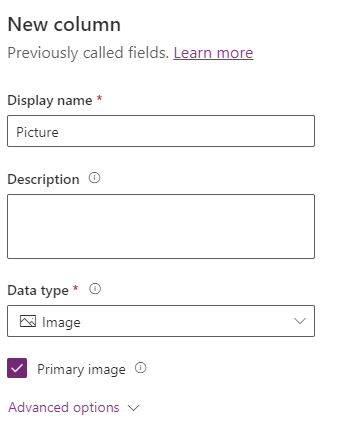 New column
Previously called fields. Learn more
Display name *
Picture
Description
Data type *
Image
Primary image
Advanced options